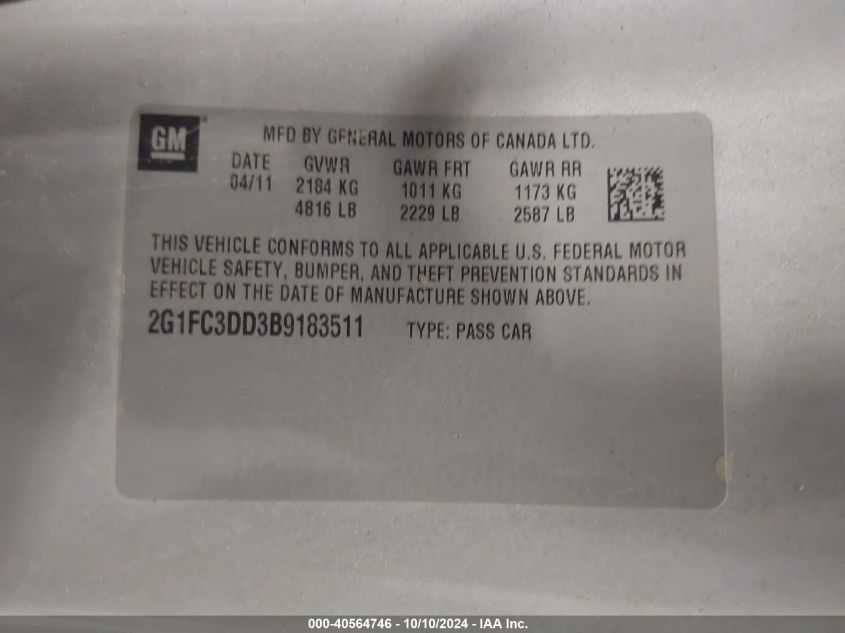 GM
MFD BY GENERAL MOTORS OF CANADA LTD.
DATE GVWR GAWR FRT GAWR RR
04/11 2184 KG 1011 KG 1173 KG
4816 LB 2229 LB 2587 LB
THIS VEHICLE CONFORMS TO ALL APPLICABLE U.S. FEDERAL MOTOR
VEHICLE SAFETY, BUMPER, AND THEFT PREVENTION STANDARDS IN
EFFECT ON THE DATE OF MANUFACTURE SHOWN ABOVE.
2G1FC3DD3B9183511 TYPE: PASS CAR
000-40564746 - 10/10/2024 - IAA Inc.